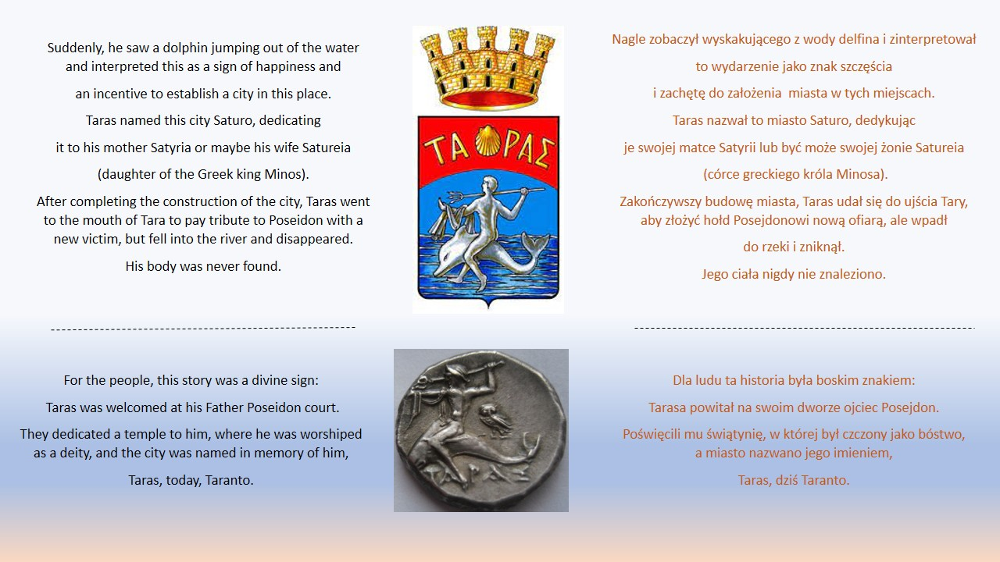 Suddenly, he saw a dolphin jumping out of the water
and interpreted this as a sign of happiness and
an incentive to establish a city in this place.
Taras named this city Saturo, dedicating
it to his mother Satyria or maybe his wife Satureia
(daughter of the Greek king Minos).
After completing the construction of the city, Taras went
to the mouth of Tara to pay tribute to Poseidon with a
new victim, but fell into the river and disappeared.
His body was never found.
ΤΑ ΡΑΣ
Nagle zobaczył wyskakującego z wody delfina i zinterpretował
to wydarzenie jako znak szczęścia
i zachętę do założenia  miasta w tych miejscach.
Taras nazwał to miasto Saturo, dedykując
je swojej matce Satyrii lub być może swojej żonie Satureia
(córce greckiego króla Minosa).
Zakończywszy budowę miasta, Taras udał się do ujścia Tary,
aby złożyć hołd Posejdonowi nową ofiarą, ale wpadł
do rzeki i zniknął.
Jego ciała nigdy nie znaleziono.
For the people, this story was a divine sign:
Taras was welcomed at his Father Poseidon court.
They dedicated a temple to him, where he was worshiped
as a deity, and the city was named in memory of him,
Taras, today, Taranto.
ΤΑΡΑΣ
Dla ludu ta historia była boskim znakiem:
Tarasa powitał na swoim dworze ojciec Posejdon.
Poświęcili mu świątynię, w której był czczony jako bóstwo,
a miasto nazwano jego imieniem,
Taras, dziś Taranto.